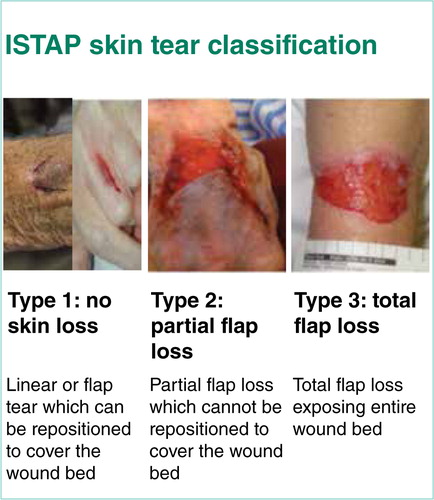 ISTAP skin tear classification
Type 1: no
skin loss
Linear or flap
tear which can
be repositioned
to cover the
wound bed
Type 2:
partial flap
loss
Partial flap loss
which cannot be
repositioned to
cover the wound
bed
Type 3: total
flap loss
Total flap loss
exposing entire
wound bed